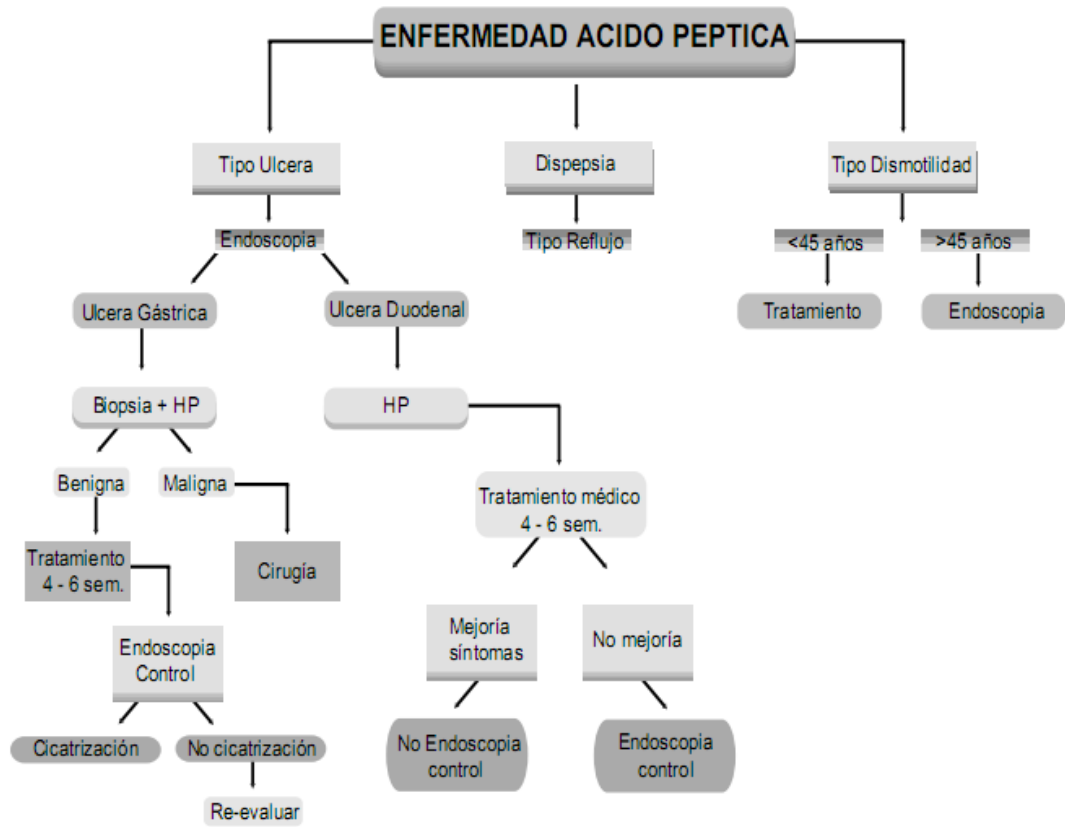 ENFERMEDAD ACIDO PEPTICA
Tipo Ulcera
Dispepsia
Tipo Dismotilidad
Endoscopia
Tipo Reflujo
<45 años
>45 años
Ulcera Gástrica
Ulcera Duodenal
Tratamiento
Endoscopia
Biopsia + HP
HP
Benigna
Maligna
Tratamiento médico
4 - 6 sem.
Tratamiento
4 - 6 sem.
Cirugía
Mejoría
síntomas
No mejoría
Endoscopia
Control
Cicatrización
No cicatrización
No Endoscopia
control
Endoscopia
control
Re-evaluar